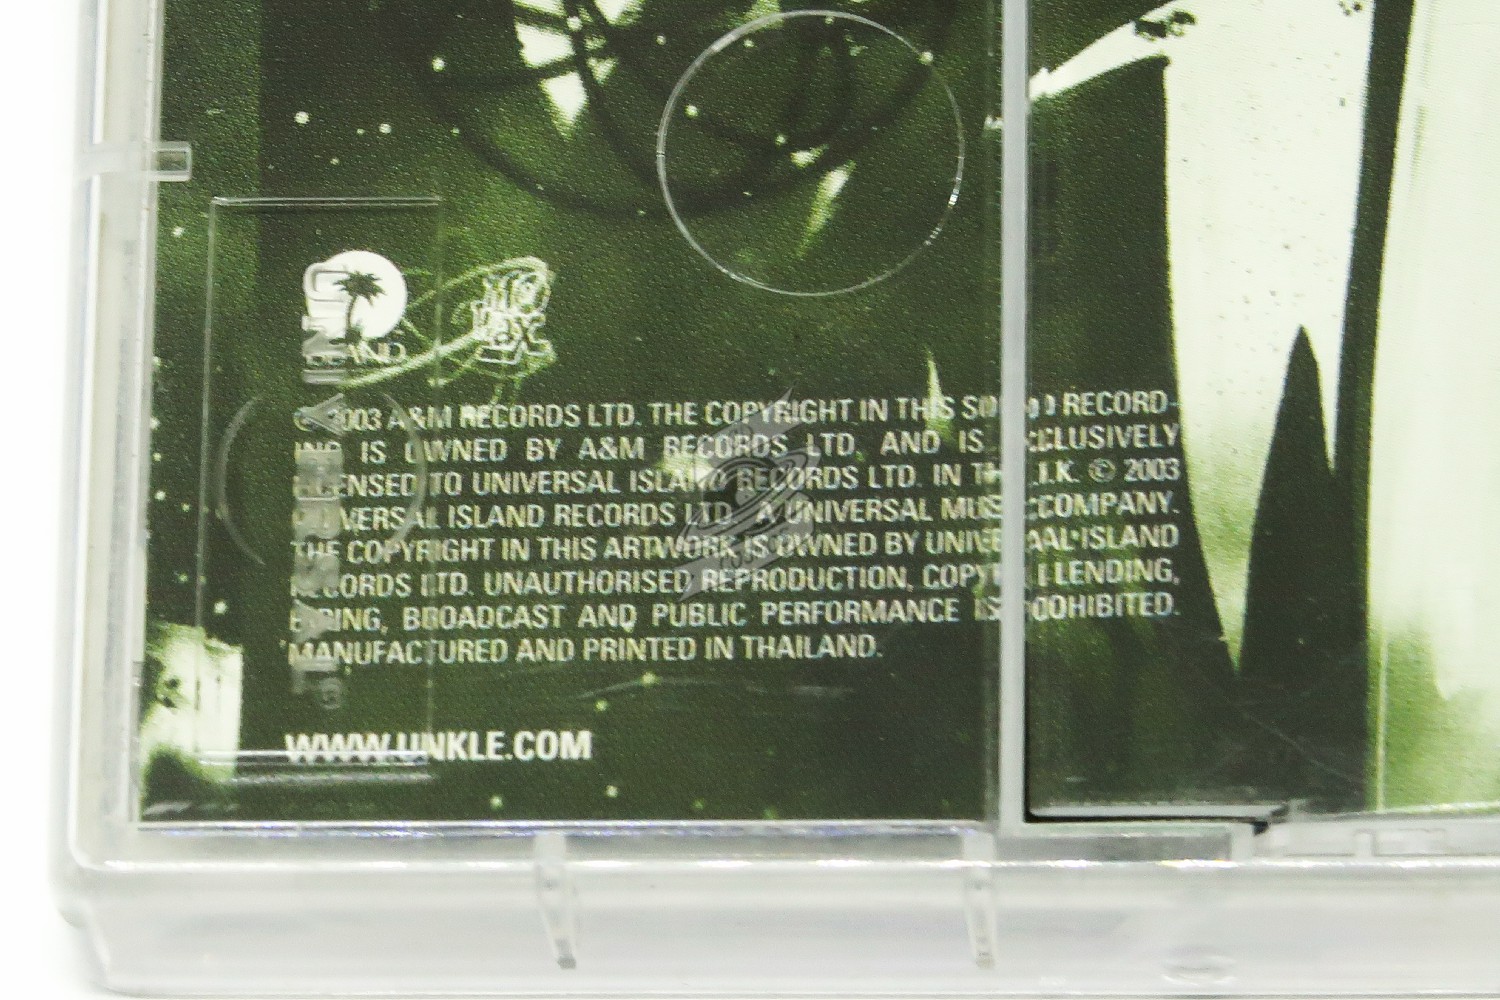 ISLAND
Mo Wax
℗ 2003 A&M RECORDS LTD. THE COPYRIGHT IN THIS SOUND RECORD-
ING IS OWNED BY A&M RECORDS LTD. AND IS EXCLUSIVELY
LICENSED TO UNIVERSAL ISLAND RECORDS LTD. IN THE U.K. © 2003
UNIVERSAL ISLAND RECORDS LTD. A UNIVERSAL MUSIC COMPANY.
THE COPYRIGHT IN THIS ARTWORK IS OWNED BY UNIVERSAL ISLAND
RECORDS LTD. UNAUTHORISED REPRODUCTION, COPYING, LENDING,
HIRING, BROADCAST AND PUBLIC PERFORMANCE IS PROHIBITED.
MANUFACTURED AND PRINTED IN THAILAND.
WWW.UNKLE.COM